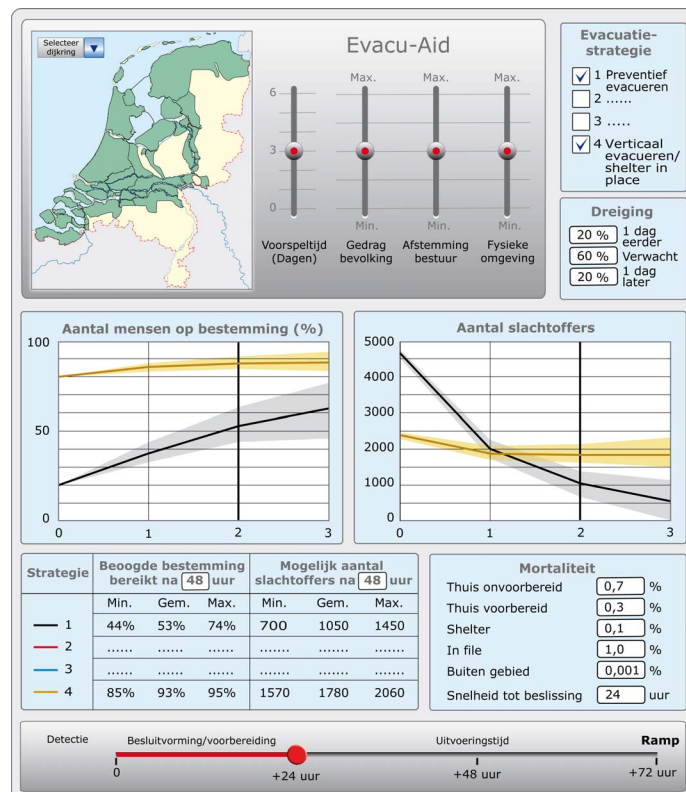 Selecteer
dijkring
Evacu-Aid
6
3
0
Max.
Max.
Max.
Min.
Min.
Min.
Voorspeltijd
(Dagen)
Gedrag
bevolking
Afstemming
bestuur
Fysieke
omgeving
Evacuatie-
strategie
1 Preventief
evacueren
2 ......
3 .....
4 Verticaal
evacueren/
shelter in
place
Dreiging
20 % 1 dag
eerder
60 % Verwacht
20 % 1 dag
later
Aantal mensen op bestemming (%)
100
50
0
0 1 2 3
Aantal slachtoffers
5000
4000
3000
2000
1000
0
0 1 2 3
Strategie
Beoogde bestemming
bereikt na 48 uur
Mogelijk aantal
slachtoffers na 48 uur
Min. Gem. Max. Min. Gem. Max.
1 44% 53% 74% 700 1050 1450
2 ...... ...... ...... ....... ....... .......
3 ...... ...... ...... ....... ....... .......
4 85% 93% 95% 1570 1780 2060
Mortaliteit
Thuis onvoorbereid 0,7 %
Thuis voorbereid 0,3 %
Shelter 0,1 %
In file 1,0 %
Buiten gebied 0,001 %
Snelheid tot beslissing 24 uur
Detectie Besluitvorming/voorbereiding Uitvoeringstijd Ramp
0 +24 uur +48 uur +72 uur